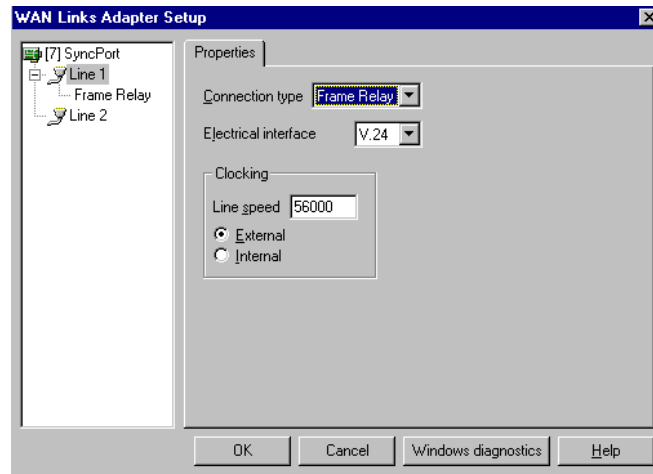 WAN Links Adapter Setup
[7] SyncPort
Line 1
Frame Relay
Line 2
Properties
Connection type Frame Relay
Electrical interface V.24
Clocking
Line speed 56000
External
Internal
OK Cancel Windows diagnostics Help